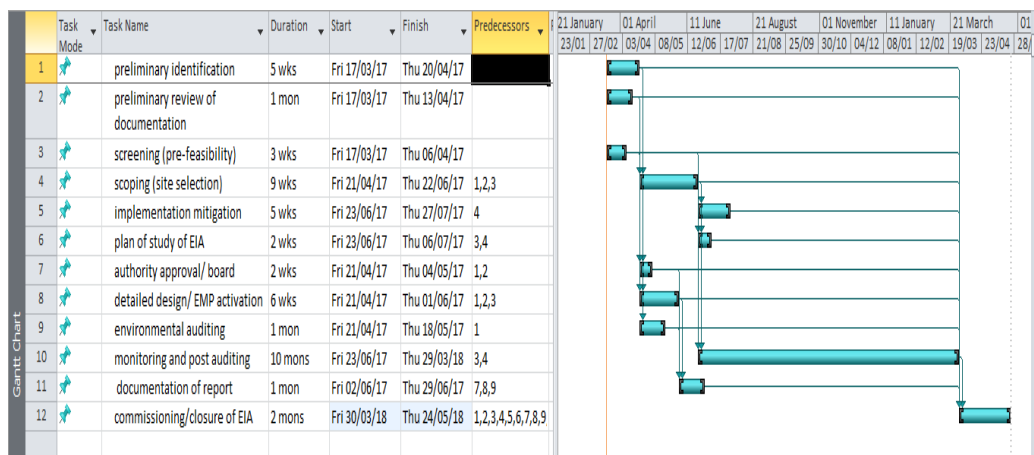 Task Mode Task Name Duration Start Finish Predecessors 21 January 01 April 11 June 21 August 01 November 11 January 21 March 01
23/01 27/02 03/04 08/05 12/06 17/07 21/08 25/09 30/10 04/12 08/01 12/02 19/03 23/04 28/
1 preliminary identification 5 wks Fri 17/03/17 Thu 20/04/17
2 preliminary review of 1 mon Fri 17/03/17 Thu 13/04/17
documentation
3 screening (pre-feasibility) 3 wks Fri 17/03/17 Thu 06/04/17
4 scoping (site selection) 9 wks Fri 21/04/17 Thu 22/06/17 1,2,3
5 implementation mitigation 5 wks Fri 23/06/17 Thu 27/07/17 4
6 plan of study of EIA 2 wks Fri 23/06/17 Thu 06/07/17 3,4
7 authority approval/ board 2 wks Fri 21/04/17 Thu 04/05/17 1,2
8 detailed design/ EMP activation 6 wks Fri 21/04/17 Thu 01/06/17 1,2,3
9 environmental auditing 1 mon Fri 21/04/17 Thu 18/05/17 1
10 monitoring and post auditing 10 mons Fri 23/06/17 Thu 29/03/18 3,4
11 documentation of report 1 mon Fri 02/06/17 Thu 29/06/17 7,8,9
12 commissioning/closure of EIA 2 mons Fri 30/03/18 Thu 24/05/18 1,2,3,4,5,6,7,8,9
Gantt Chart